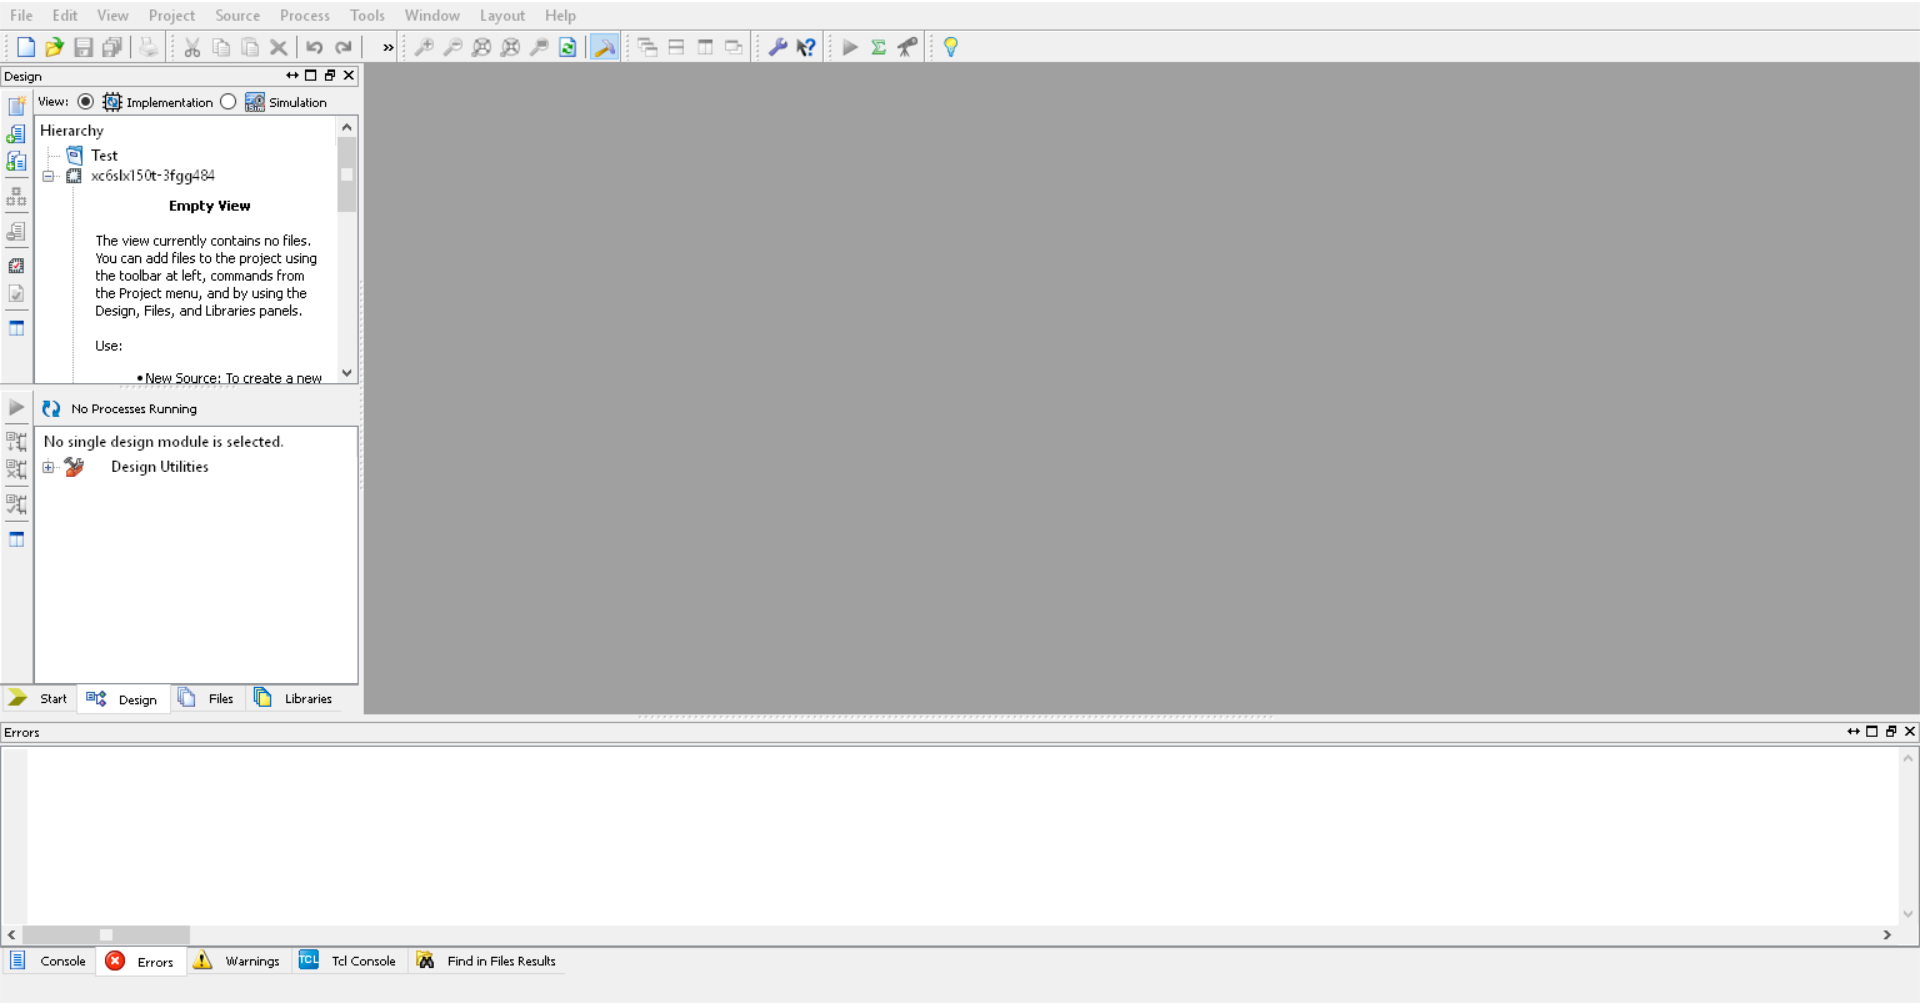 File Edit View Project Source Process Tools Window Layout Help
»
Design
View: Implementation Simulation
Hierarchy
Test
xc6slx150t-3fgg484
Empty View
The view currently contains no files.
You can add files to the project using
the toolbar at left, commands from
the Project menu, and by using the
Design, Files, and Libraries panels.
Use:
• New Source: To create a new
No Processes Running
No single design module is selected.
Design Utilities
Start Design Files Libraries
Errors
Console Errors Warnings TCL Tcl Console Find in Files Results